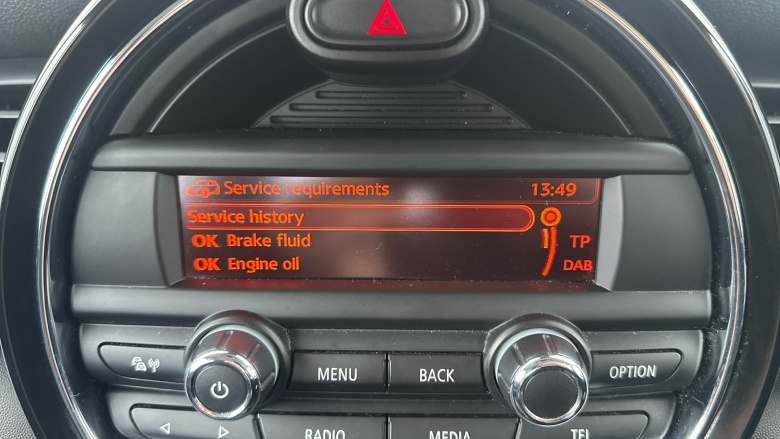 Service requirements 13:49
Service history
OK Brake fluid TP
OK Engine oil DAB
MENU BACK OPTION
RADIO MEDIA TEL